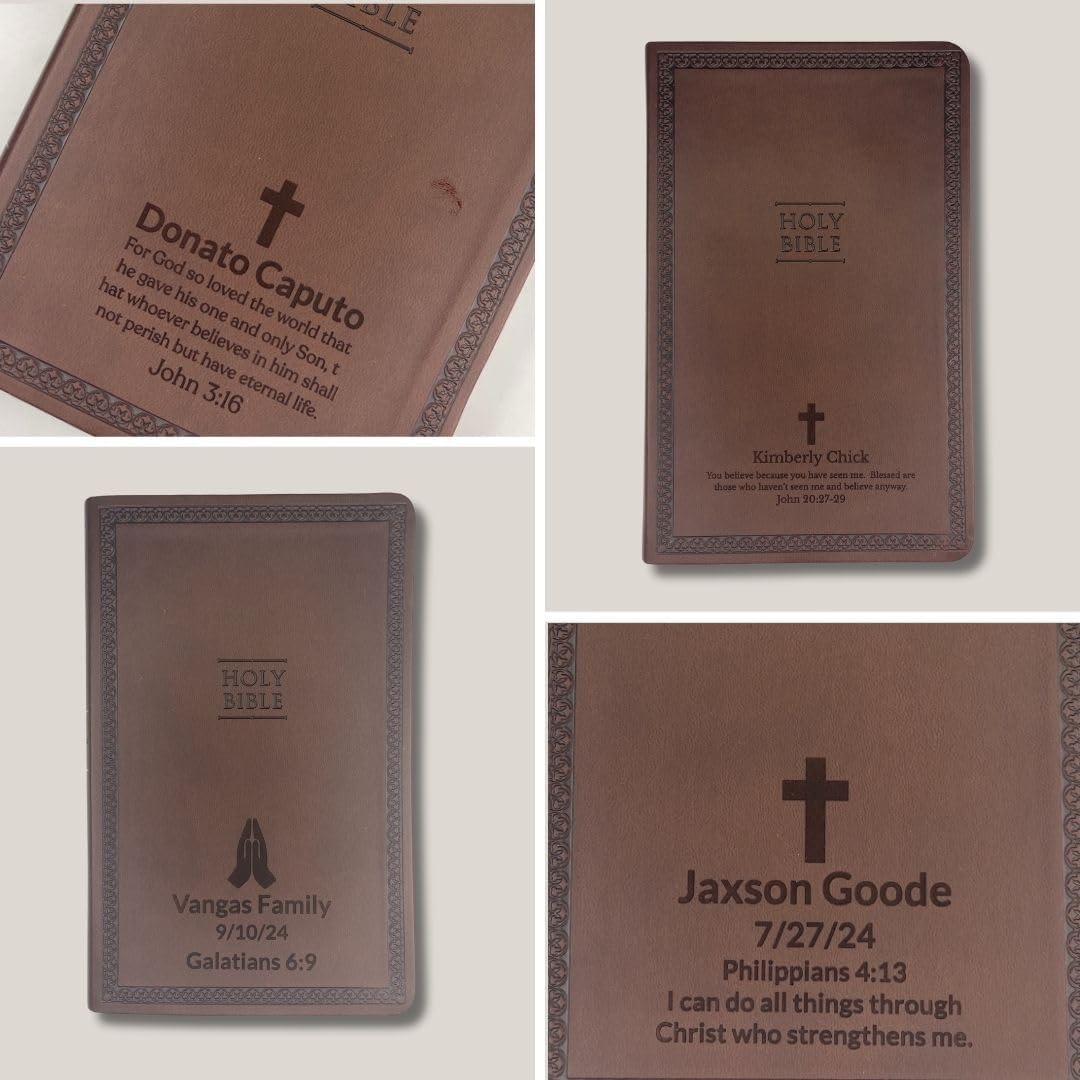 BIBLE
Donato Caputo
For God so loved the world that
he gave his one and only Son, t
hat whoever believes in him shall
not perish but have eternal life.
John 3:16
HOLY
BIBLE
Kimberly Chick
You believe because you have seen me. Blessed are
those who haven't seen me and believe anyway.
John 20:27-29
HOLY
BIBLE
Vangas Family
9/10/24
Galatians 6:9
Jaxson Goode
7/27/24
Philippians 4:13
I can do all things through
Christ who strengthens me.